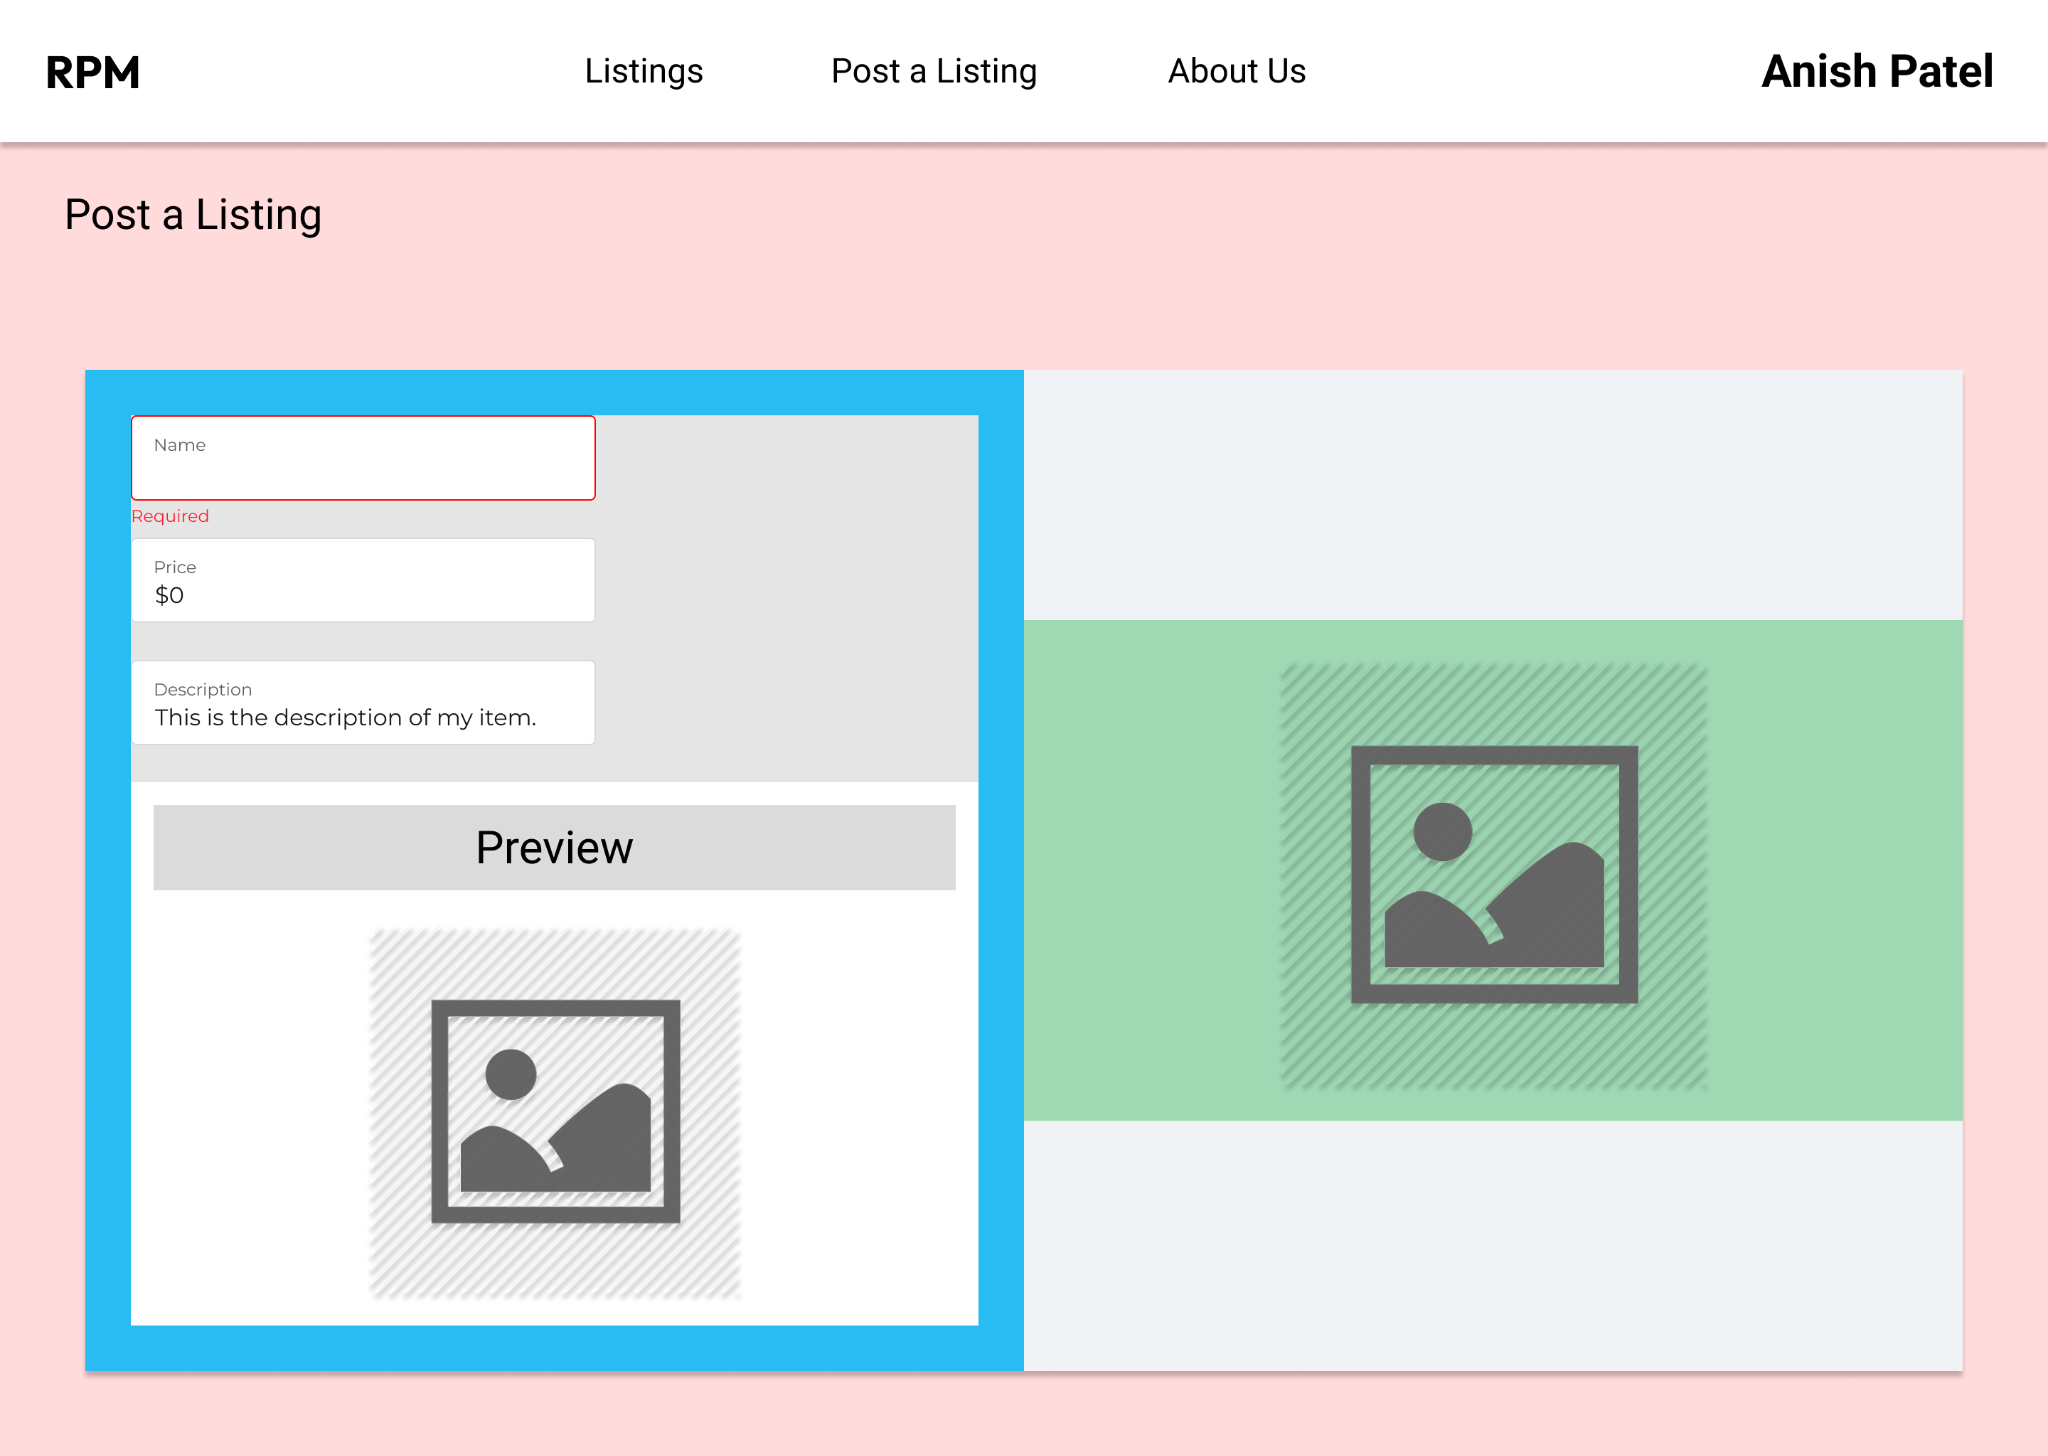 RPM
Listings
Post a Listing
About Us
Anish Patel
Post a Listing
Name
Required
Price
$0
Description
This is the description of my item.
Preview